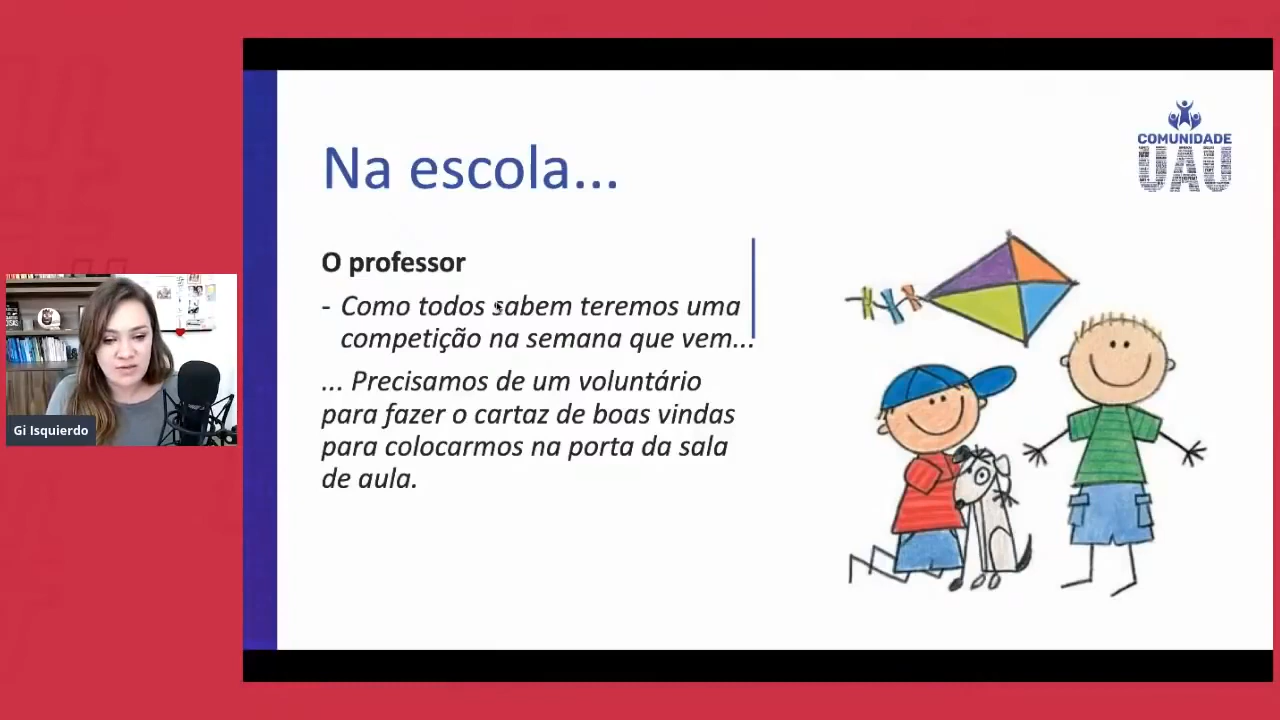 COMUNIDADE
UAU
Na escola...
O professor
- Como todos sabem teremos uma
competição na semana que vem...
... Precisamos de um voluntário
para fazer o cartaz de boas vindas
para colocarmos na porta da sala
de aula.
Gi Isquierdo